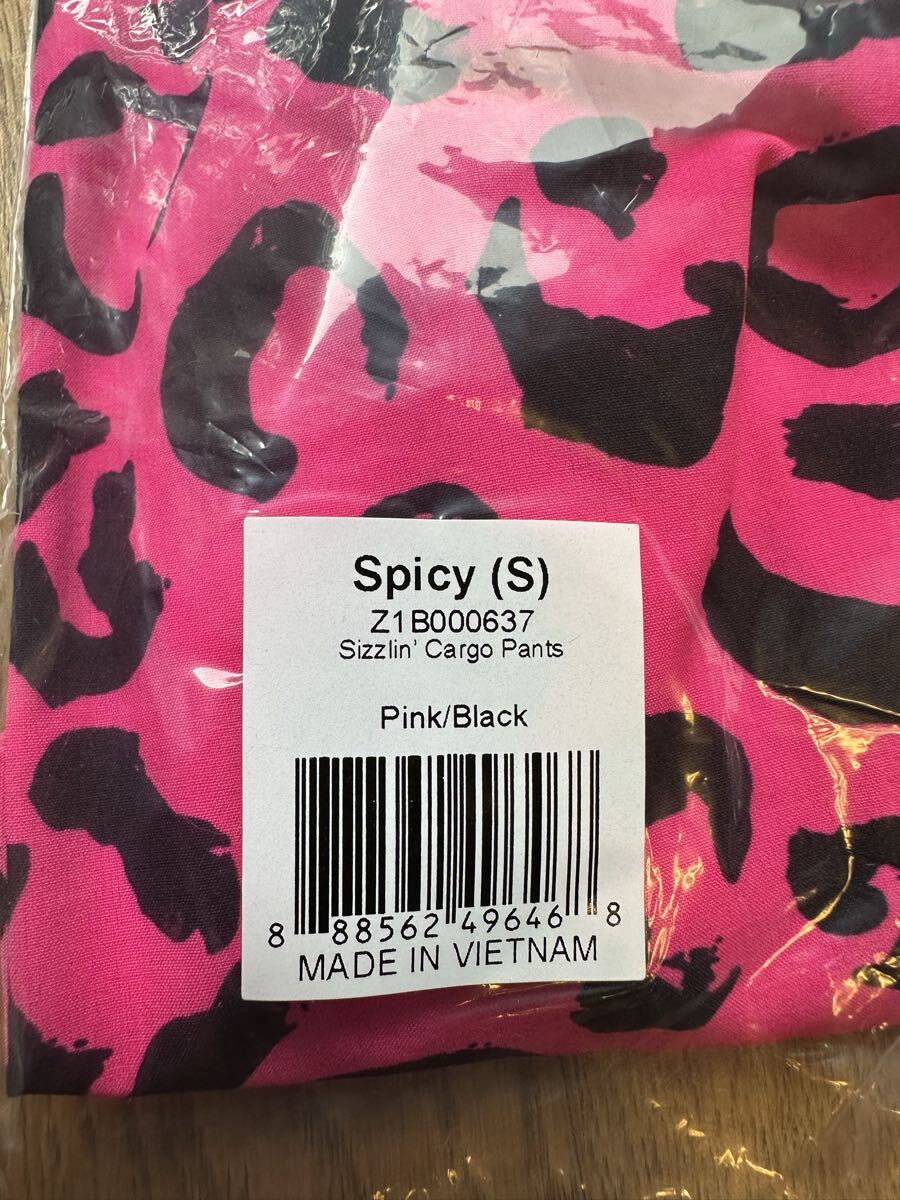 Spicy (S)
Z1B000637
Sizzlin' Cargo Pants
Pink/Black
8 88562 49646 8
MADE IN VIETNAM